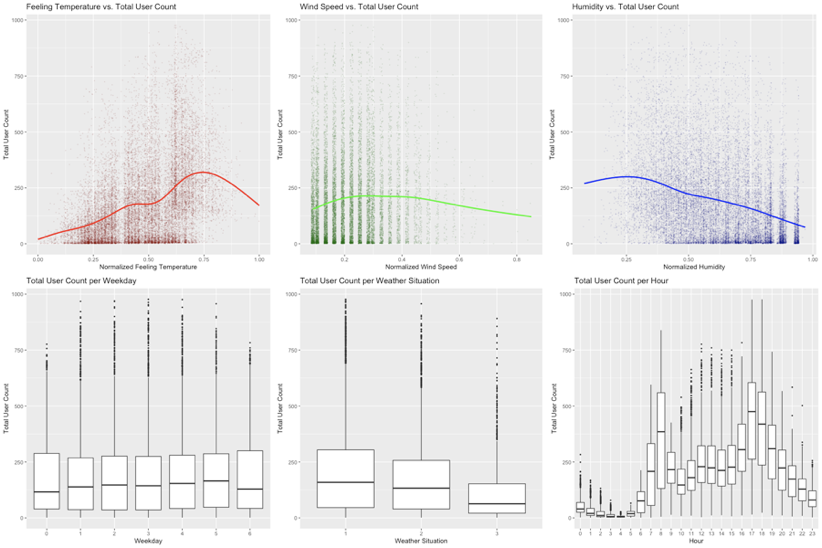 Feeling Temperature vs. Total User Count
Wind Speed vs. Total User Count
Humidity vs. Total User Count
1000
750
500
250
0
Total User Count
0.00 0.25 0.50 0.75 1.00
Normalized Feeling Temperature
1000
750
500
250
0
Total User Count
0.2 0.4 0.6 0.8
Normalized Wind Speed
1000
750
500
250
0
Total User Count
0.25 0.50 0.75 1.00
Normalized Humidity
Total User Count per Weekday
Total User Count per Weather Situation
Total User Count per Hour
1000
750
500
250
0
Total User Count
0 1 2 3 4 5 6
Weekday
1000
750
500
250
0
Total User Count
1 2 3
Weather Situation
1000
750
500
250
0
Total User Count
0 1 2 3 4 5 6 7 8 9 10 11 12 13 14 15 16 17 18 19 20 21 22 23
Hour